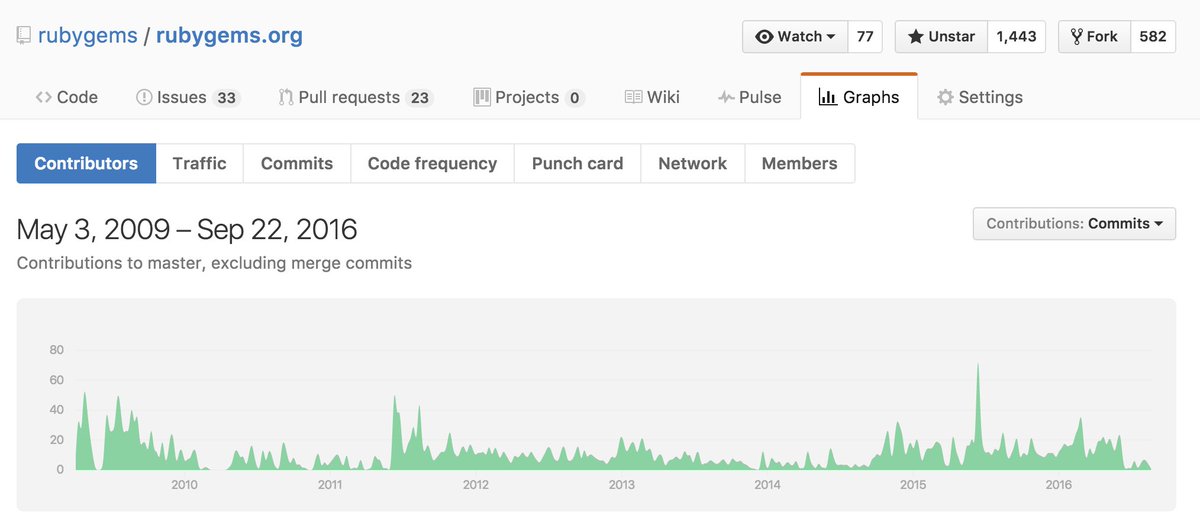 rubygems / rubygems.org
Watch 77
Unstar 1,443
Fork 582
Code
Issues 33
Pull requests 23
Projects 0
Wiki
Pulse
Graphs
Settings
Contributors
Traffic
Commits
Code frequency
Punch card
Network
Members
May 3, 2009 – Sep 22, 2016
Contributions: Commits
Contributions to master, excluding merge commits
80
60
40
20
0
2010
2011
2012
2013
2014
2015
2016